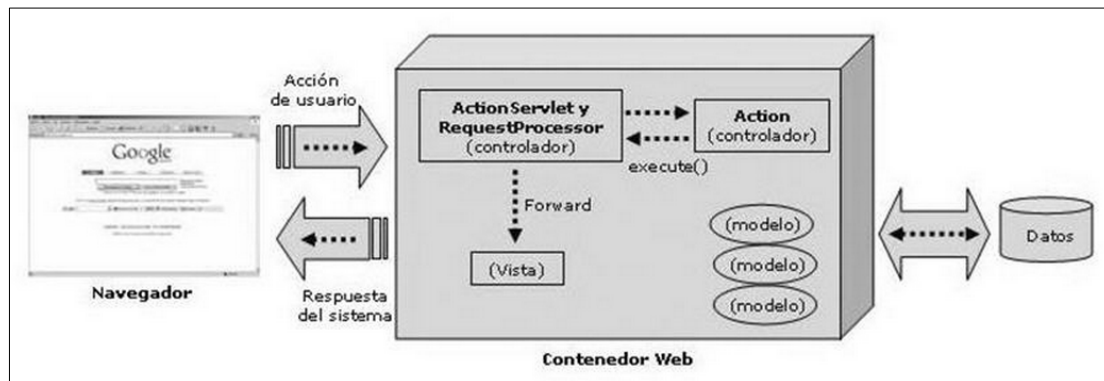 Acción
de usuario
Google
Navegador
Respuesta
del sistema
ActionServlet y
RequestProcessor
(controlador)
Action
(controlador)
execute()
Forward
(Vista)
(modelo)
(modelo)
(modelo)
Contenedor Web
Datos